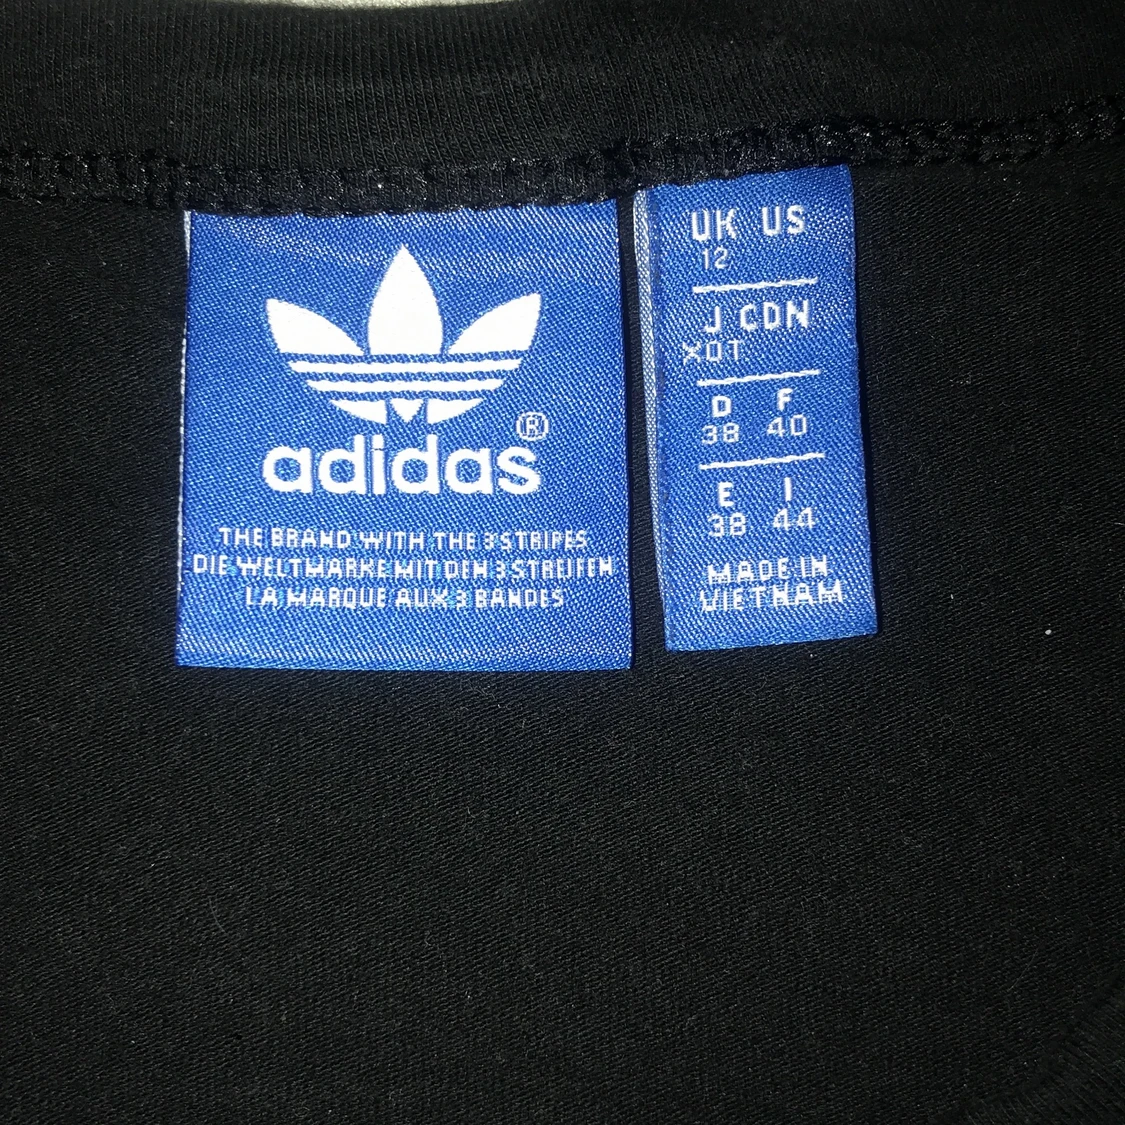 adidas®
THE BRAND WITH THE 3 STRIPES
DIE WELTMARKE MIT DEN 3 STREIFEN
LA MARQUE AUX 3 BANDES
UK US
12
J CDN
XOT
D F
38 40
E I
38 44
MADE IN
VIETNAM